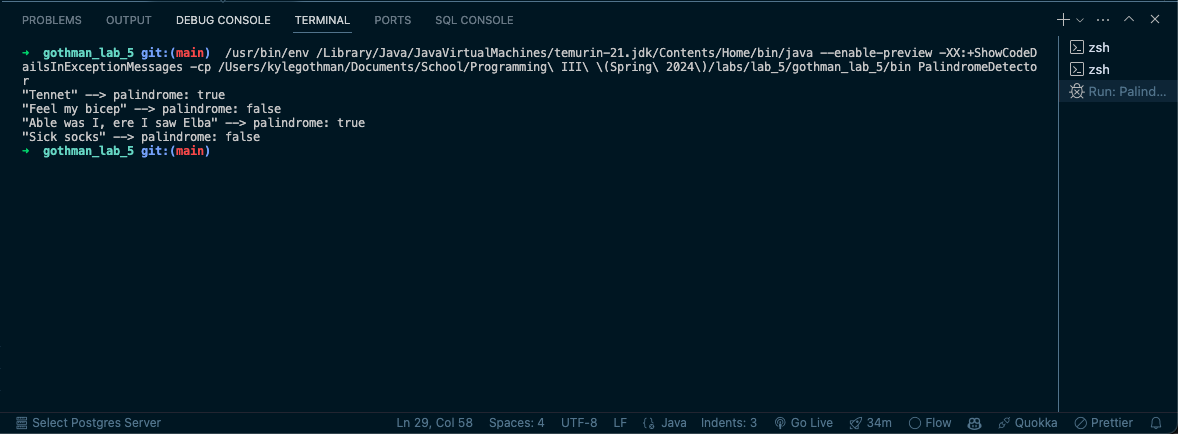 PROBLEMS OUTPUT DEBUG CONSOLE TERMINAL PORTS SQL CONSOLE
➜ gothman_lab_5 git:(main) /usr/bin/env /Library/Java/JavaVirtualMachines/temurin-21.jdk/Contents/Home/bin/java --enable-preview -XX:+ShowCodeD
etailsInExceptionMessages -cp /Users/kylegothman/Documents/School/Programming\ III\ \(Spring\ 2024\)/labs/lab_5/gothman_lab_5/bin PalindromeDetecto
r
"Tennet" --> palindrome: true
"Feel my bicep" --> palindrome: false
"Able was I, ere I saw Elba" --> palindrome: true
"Sick socks" --> palindrome: false
➜ gothman_lab_5 git:(main)
zsh
zsh
Run: Palind...
Select Postgres Server Ln 29, Col 58 Spaces: 4 UTF-8 LF {} Java Indents: 3 Go Live 34m Flow Quokka Prettier